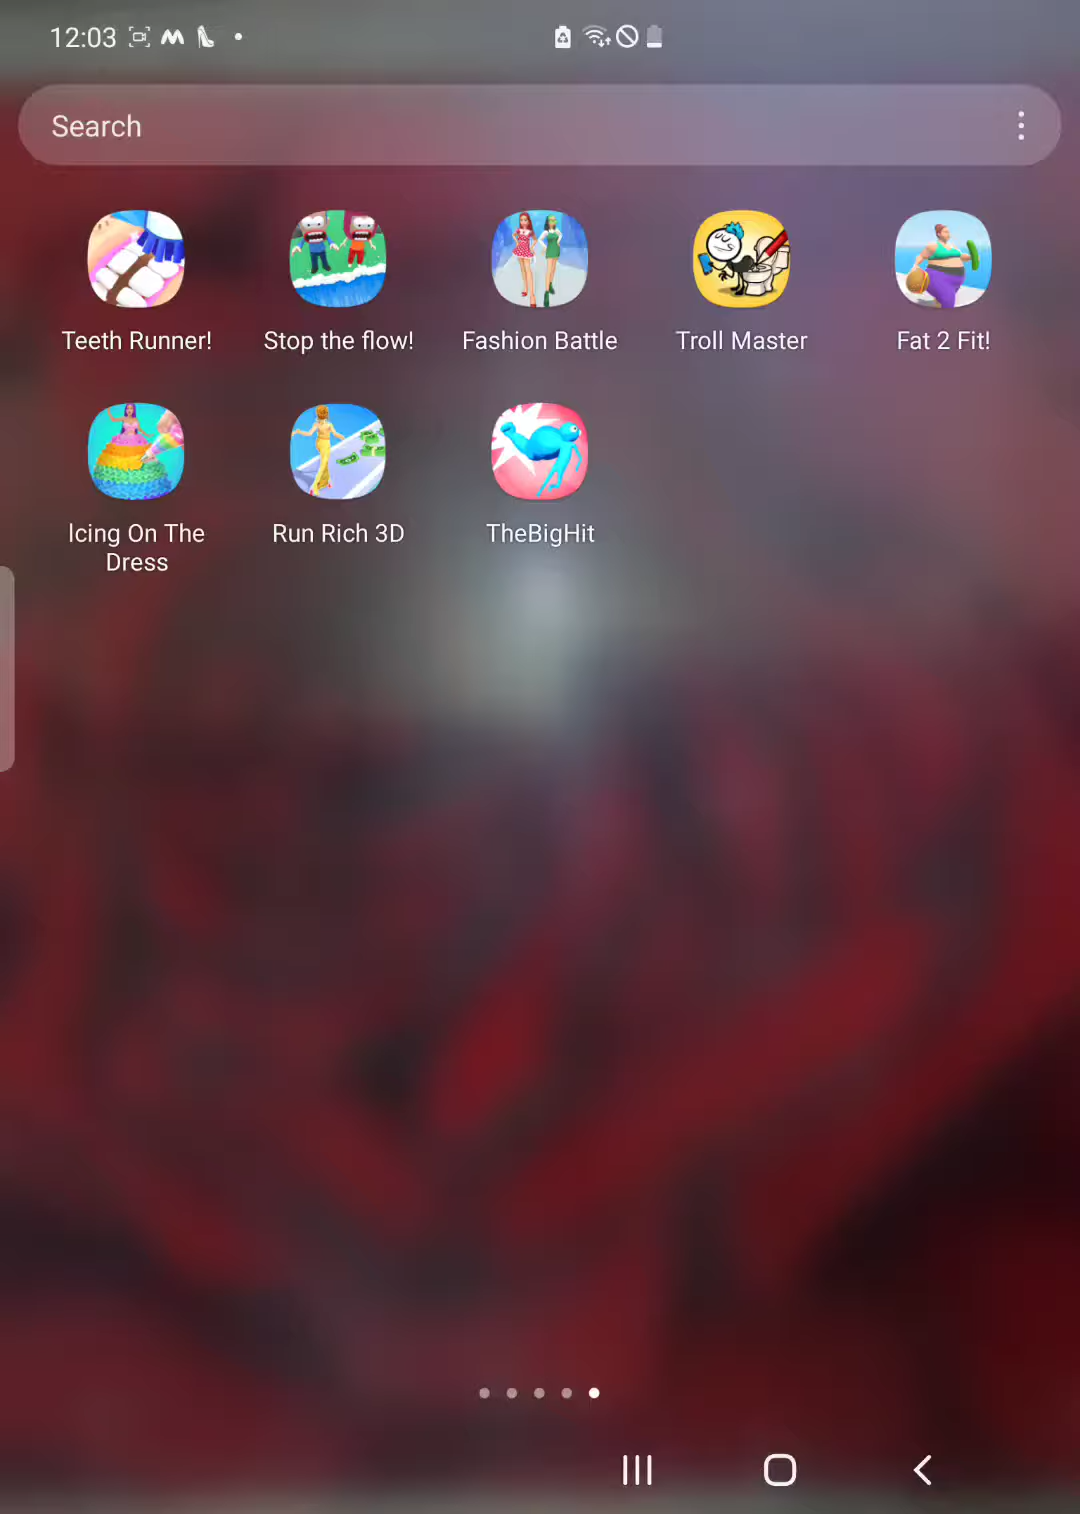 12:03
Search
Teeth Runner!
Stop the flow!
Fashion Battle
Troll Master
Fat 2 Fit!
Icing On The
Dress
Run Rich 3D
TheBigHit